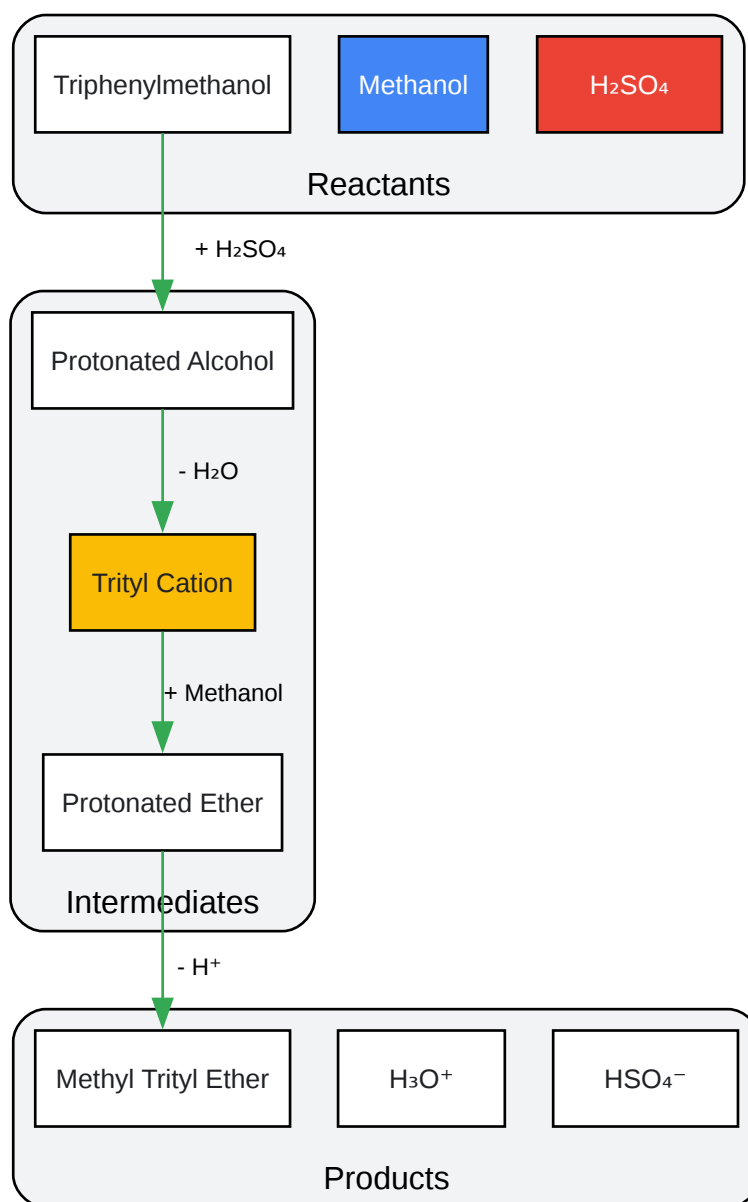 Triphenylmethanol
Methanol
H₂SO₄
Reactants
+ H₂SO₄
Protonated Alcohol
- H₂O
Trityl Cation
+ Methanol
Protonated Ether
Intermediates
- H⁺
Methyl Trityl Ether
H₃O⁺
HSO₄⁻
Products